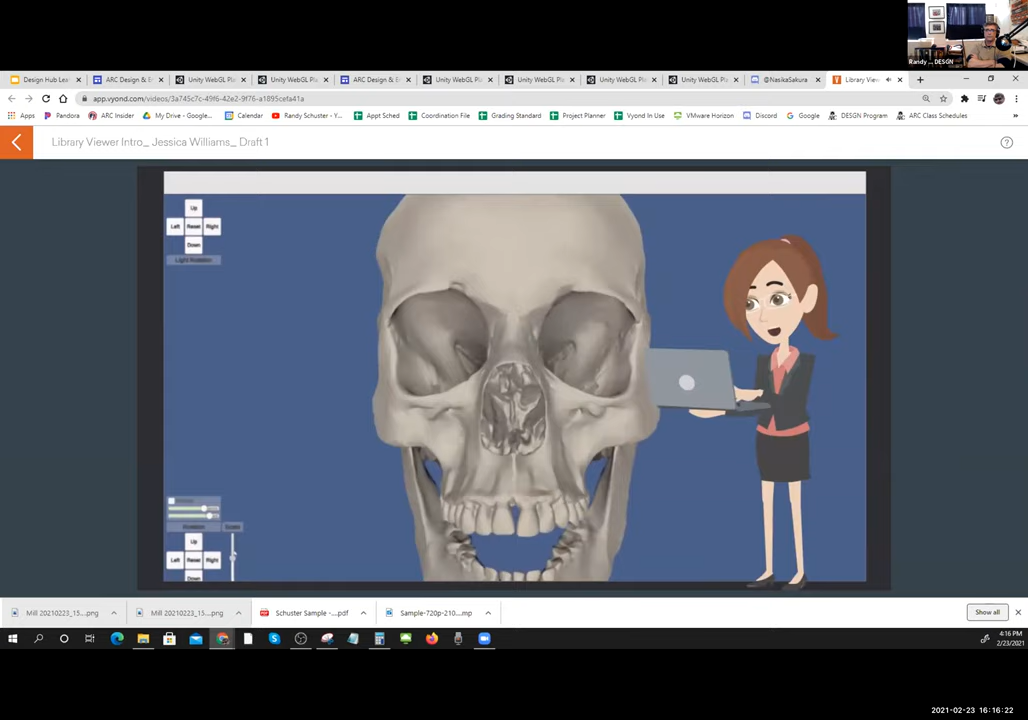 Randy ... DESGN
Design Hub Lea
ARC Design & E
Unity WebGL Pl
Unity WebGL Pl
ARC Design & E
Unity WebGL Pl
Unity WebGL Pl
Unity WebGL Pl
Unity WebGL Pl
@NasikaSakura
Library View
app.vyond.com/videos/3a745c7c-49f6-42e2-9f76-a1895cefa41a
Apps
Pandora
ARC Insider
My Drive - Google...
Calendar
Randy Schuster - Y...
Appt Sched
Coordination File
Grading Standard
Project Planner
Vyond In Use
VMware Horizon
Discord
Google
DESGN Program
ARC Class Schedules
Library Viewer Intro_ Jessica Williams_ Draft 1
Up
Left Reset Right
Down
Light Rotation
Rotation Scale
Up
Left Reset Right
Down
Mill 20210223_15....png
Mill 20210223_15....png
Schuster Sample -....pdf
Sample-720p-210....mp
Show all
4:16 PM
2/23/2021
2021-02-23 16:16:22